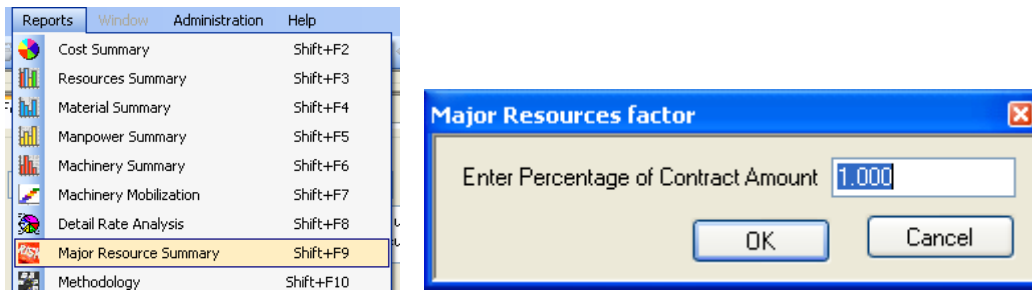 Reports Window Administration Help
Cost Summary Shift+F2
Resources Summary Shift+F3
Material Summary Shift+F4
Manpower Summary Shift+F5
Machinery Summary Shift+F6
Machinery Mobilization Shift+F7
Detail Rate Analysis Shift+F8
Major Resource Summary Shift+F9
Methodology Shift+F10
Major Resources factor
Enter Percentage of Contract Amount 1.000
OK Cancel